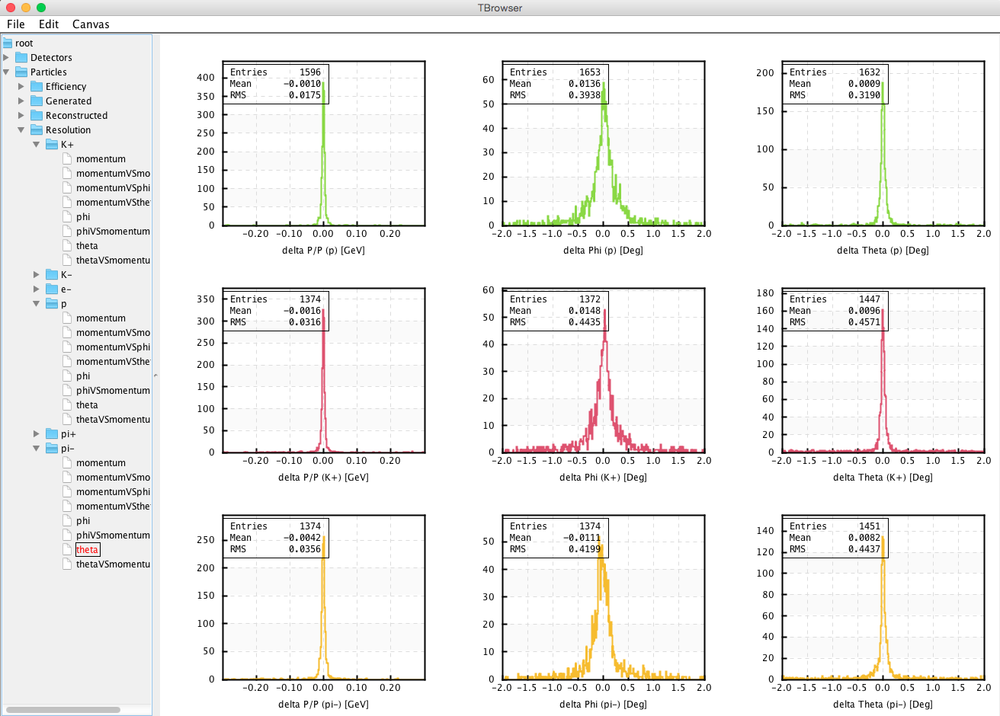 TBrowser
File Edit Canvas
root
Detectors
Particles
Efficiency
Generated
Reconstructed
Resolution
K+
momentum
momentumVSmo
momentumVSphi
momentumVSthe
phi
phiVSmomentum
theta
thetaVSmomentu
K-
e-
p
momentum
momentumVSmo
momentumVSphi
momentumVSthe
phi
phiVSmomentum
theta
thetaVSmomentu
pi+
pi-
momentum
momentumVSmo
momentumVSphi
momentumVSthe
phi
phiVSmomentum
theta
thetaVSmomentu
Entries 1596
Mean -0.0010
RMS 0.0175
400
350
300
250
200
150
100
50
0
-0.20 -0.10 0.00 0.10 0.20
delta P/P (p) [GeV]
Entries 1653
Mean 0.0136
RMS 0.3938
60
50
40
30
20
10
0
-2.0 -1.5 -1.0 -0.5 0.0 0.5 1.0 1.5 2.0
delta Phi (p) [Deg]
Entries 1632
Mean 0.0009
RMS 0.3190
200
150
100
50
0
-2.0 -1.5 -1.0 -0.5 0.0 0.5 1.0 1.5 2.0
delta Theta (p) [Deg]
Entries 1374
Mean -0.0016
RMS 0.0316
350
300
250
200
150
100
50
0
-0.20 -0.10 0.00 0.10 0.20
delta P/P (K+) [GeV]
Entries 1372
Mean 0.0148
RMS 0.4435
60
50
40
30
20
10
0
-2.0 -1.5 -1.0 -0.5 0.0 0.5 1.0 1.5 2.0
delta Phi (K+) [Deg]
Entries 1447
Mean 0.0096
RMS 0.4571
180
160
140
120
100
80
60
40
20
0
-2.0 -1.5 -1.0 -0.5 0.0 0.5 1.0 1.5 2.0
delta Theta (K+) [Deg]
Entries 1374
Mean -0.0042
RMS 0.0356
250
200
150
100
50
0
-0.20 -0.10 0.00 0.10 0.20
delta P/P (pi-) [GeV]
Entries 1374
Mean -0.0111
RMS 0.4199
50
40
30
20
10
0
-2.0 -1.5 -1.0 -0.5 0.0 0.5 1.0 1.5 2.0
delta Phi (pi-) [Deg]
Entries 1451
Mean 0.0082
RMS 0.4437
140
120
100
80
60
40
20
0
-2.0 -1.5 -1.0 -0.5 0.0 0.5 1.0 1.5 2.0
delta Theta (pi-) [Deg]